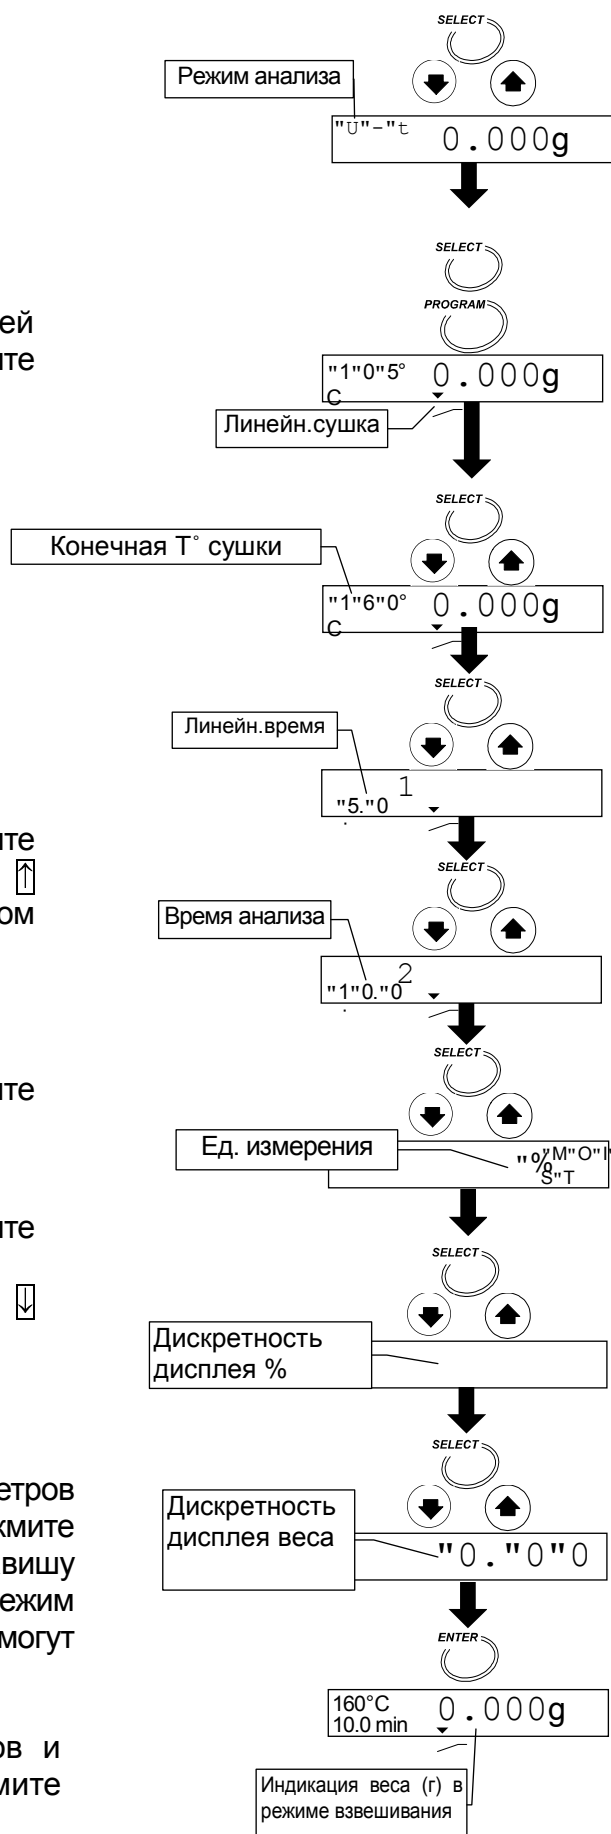 SELECT
Режим анализа
"U"-"t 0.000g
SELECT
ей
PROGRAM
ите
"1"0"5° 0.000g
C
Линейн.сушка
SELECT
Конечная Т° сушки
"1"6"0° 0.000g
C
SELECT
Линейн.время
1
"5."0
ите
SELECT
↑
ом
Время анализа
2
"1"0."0
SELECT
ите
Ед. измерения
"%"M"O"I"
S"T
ите
SELECT
↓
Дискретность
дисплея %
SELECT
етров
жмите
Дискретность
дисплея веса
"0."0"0
вишу
ежим
могут
ENTER
160°C 0.000g
10.0 min
ов и
мите
Индикация веса (г) в
режиме взвешивания